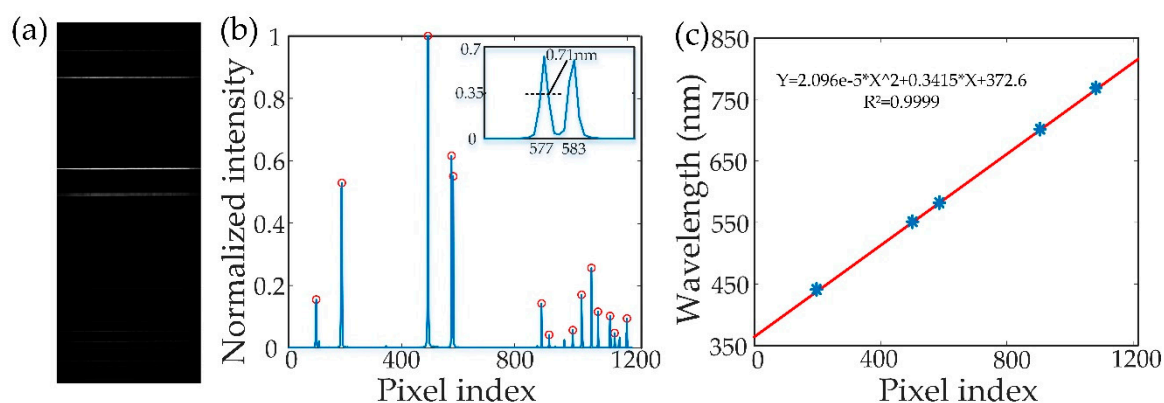 (a)
(b)
Normalized intensity
1
0.8
0.6
0.4
0.2
0
0 400 800 1200
Pixel index
0.7
0.35
0
0.71nm
577 583
(c)
Wavelength (nm)
850
750
650
550
450
350
Y=2.096e-5*X^2+0.3415*X+372.6
R²=0.9999
0 400 800 1200
Pixel index